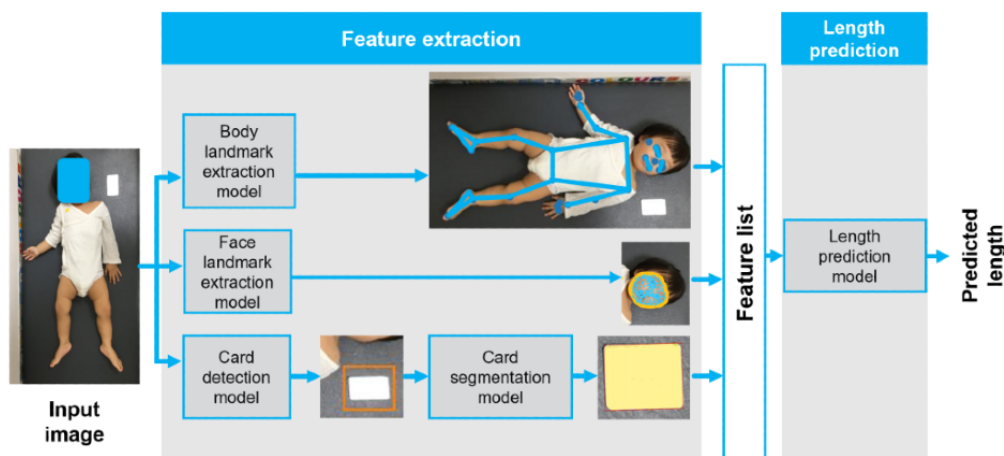 Feature extraction
Length
prediction
Body
landmark
extraction
model
Face
landmark
extraction
model
Card
detection
model
Card
segmentation
model
Feature list
Length
prediction
model
Predicted
length
Input
image